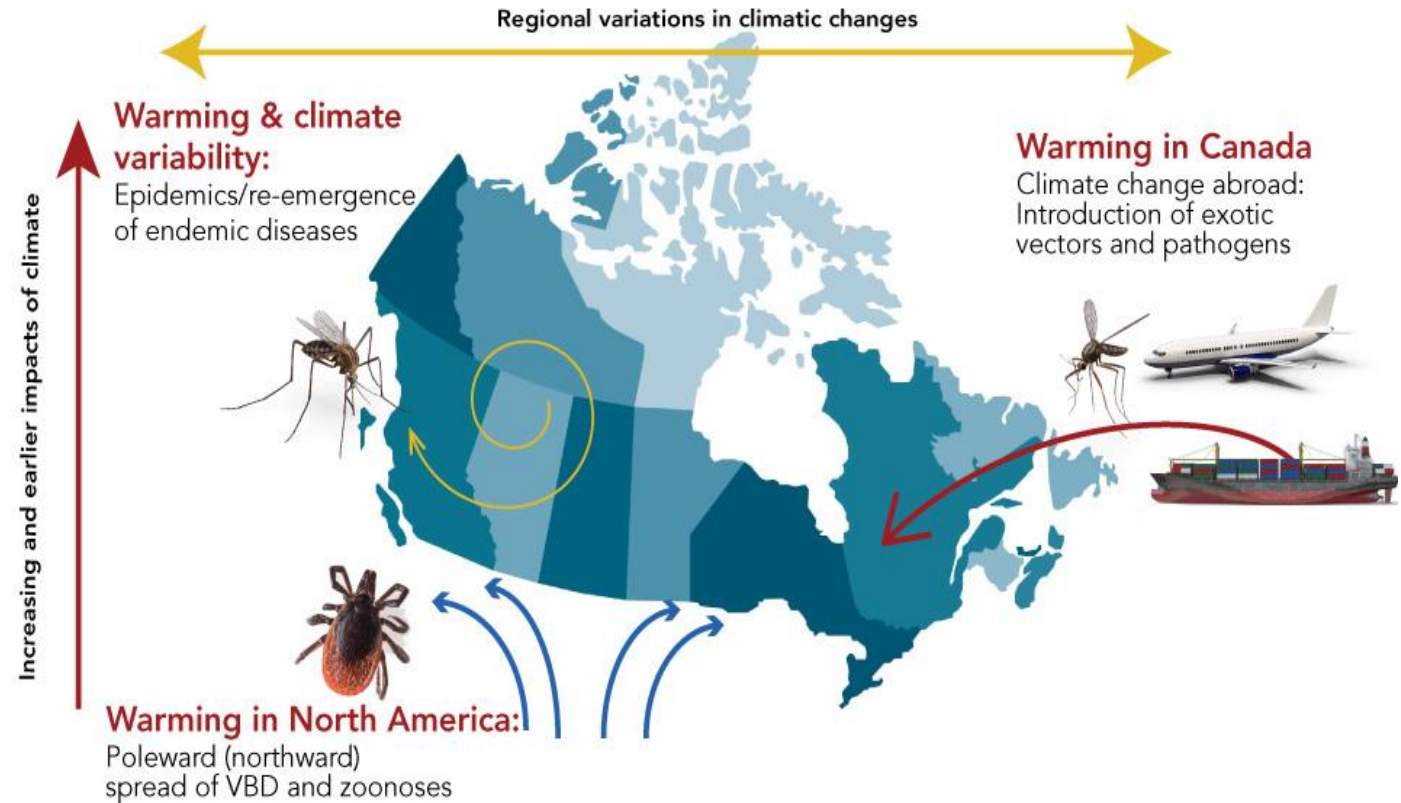 Regional variations in climatic changes
Warming & climate
variability:
Epidemics/re-emergence
of endemic diseases
Warming in Canada
Climate change abroad:
Introduction of exotic
vectors and pathogens
Increasing and earlier impacts of climate
Warming in North America:
Poleward (northward)
spread of VBD and zoonoses